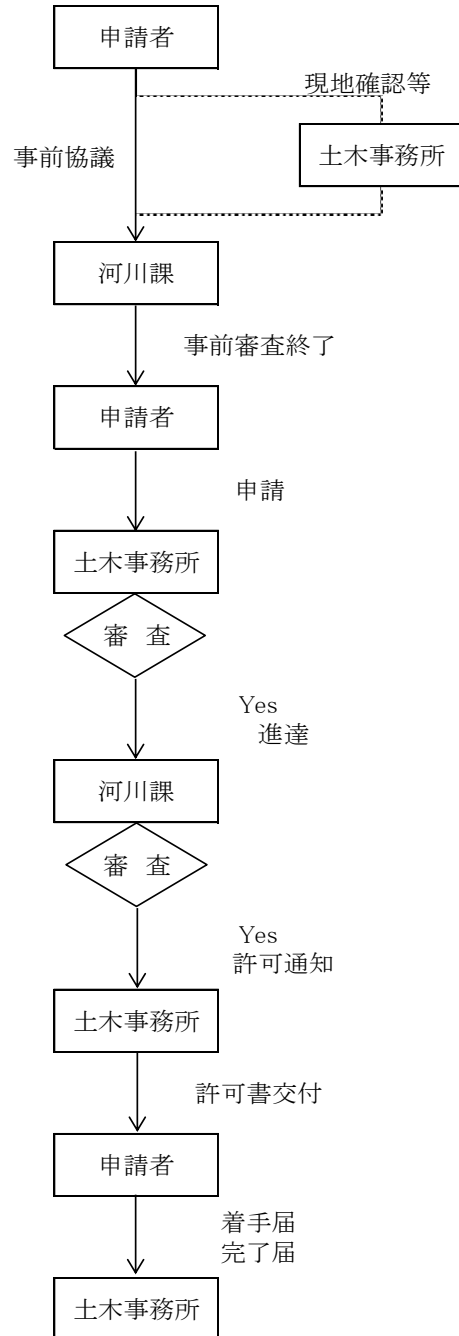 申請者
現地確認等
事前協議
土木事務所
河川課
事前審査終了
申請者
申請
土木事務所
審 査
Yes
進達
河川課
審 査
Yes
許可通知
土木事務所
許可書交付
申請者
着手届
完了届
土木事務所